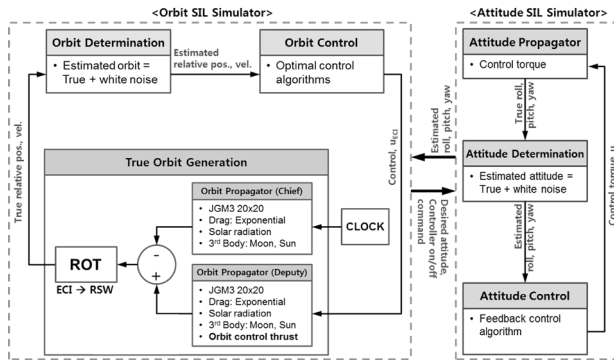 <Orbit SIL Simulator>
Orbit Determination
• Estimated orbit =
True + white noise
Estimated
relative pos., vel.
Orbit Control
• Optimal control
algorithms
True relative pos., vel.
Control, uECI
True Orbit Generation
Orbit Propagator (Chief)
• JGM3 20x20
• Drag: Exponential
• Solar radiation
• 3rd Body: Moon, Sun
CLOCK
-
+
ROT
ECI → RSW
Orbit Propagator (Deputy)
• JGM3 20x20
• Drag: Exponential
• Solar radiation
• 3rd Body: Moon, Sun
• Orbit control thrust
Estimated
roll, pitch, yaw
Desired attitude,
Controller on/off
command
<Attitude SIL Simulator>
Attitude Propagator
• Control torque
True roll,
pitch, yaw
Attitude Determination
• Estimated attitude =
True + white noise
Estimated
roll, pitch, yaw
Attitude Control
• Feedback control
algorithm
Control torque, u